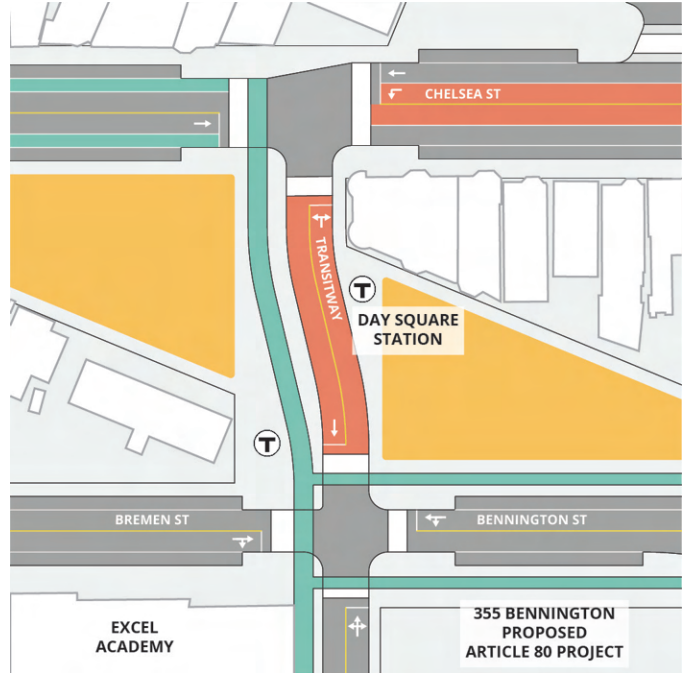 CHELSEA ST
TRANSITWAY
T
DAY SQUARE
STATION
T
BREMEN ST
BENNINGTON ST
EXCEL
ACADEMY
355 BENNINGTON
PROPOSED
ARTICLE 80 PROJECT